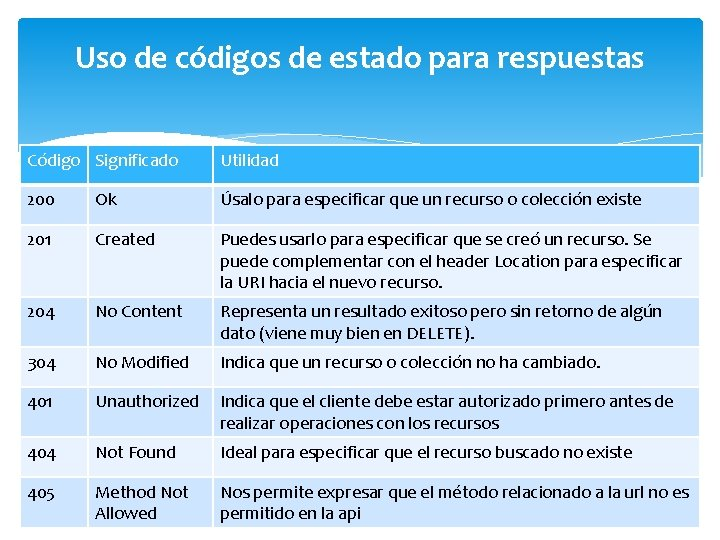 Uso de códigos de estado para respuestas
Código Significado Utilidad
200 Ok Úsalo para especificar que un recurso o colección existe
201 Created Puedes usarlo para especificar que se creó un recurso. Se
puede complementar con el header Location para especificar
la URI hacia el nuevo recurso.
204 No Content Representa un resultado exitoso pero sin retorno de algún
dato (viene muy bien en DELETE).
304 No Modified Indica que un recurso o colección no ha cambiado.
401 Unauthorized Indica que el cliente debe estar autorizado primero antes de
realizar operaciones con los recursos
404 Not Found Ideal para especificar que el recurso buscado no existe
405 Method Not Nos permite expresar que el método relacionado a la url no es
Allowed permitido en la api